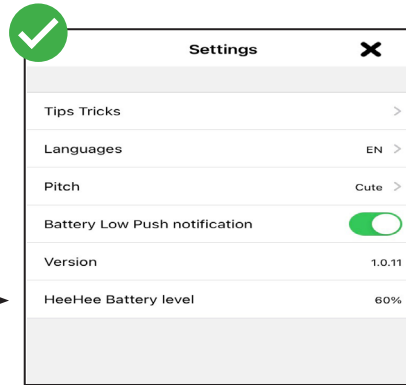 Settings
Tips Tricks
Languages EN
Pitch Cute
Battery Low Push notification
Version 1.0.11
HeeHee Battery level 60%